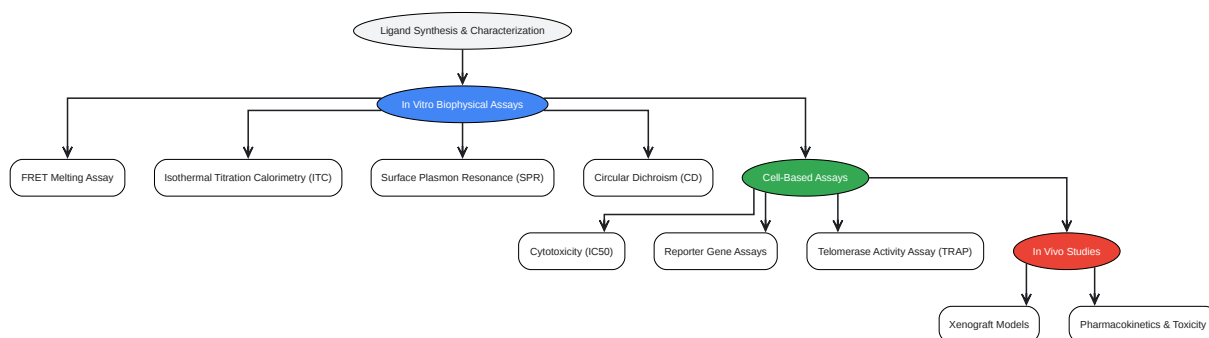 Ligand Synthesis & Characterization
In Vitro Biophysical Assays
FRET Melting Assay
Isothermal Titration Calorimetry (ITC)
Surface Plasmon Resonance (SPR)
Circular Dichroism (CD)
Cell-Based Assays
Cytotoxicity (IC50)
Reporter Gene Assays
Telomerase Activity Assay (TRAP)
In Vivo Studies
Xenograft Models
Pharmacokinetics & Toxicity